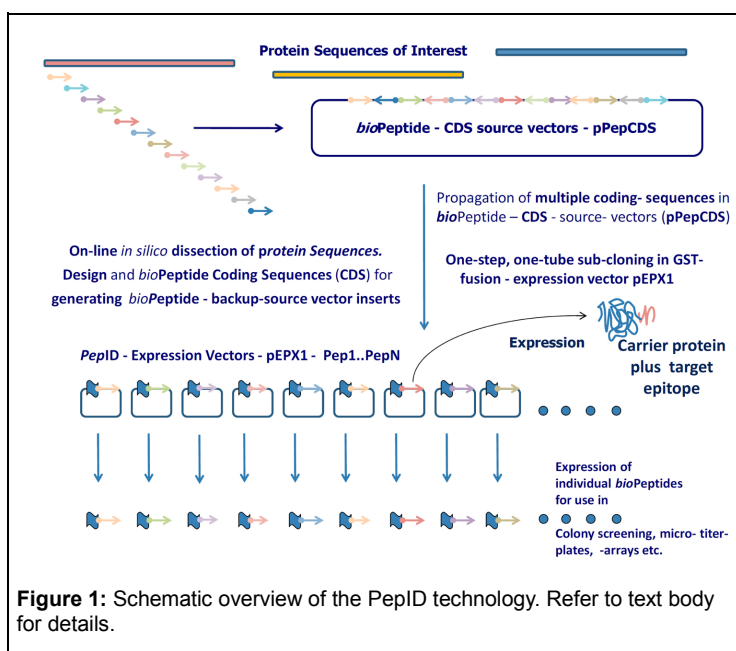 Protein Sequences of Interest
bioPeptide - CDS source vectors - pPepCDS
Propagation of multiple coding- sequences in
bioPeptide – CDS - source- vectors (pPepCDS)
On-line in silico dissection of protein Sequences.
Design and bioPeptide Coding Sequences (CDS) for
generating bioPeptide - backup-source vector inserts
One-step, one-tube sub-cloning in GST-
fusion - expression vector pEPX1
PepID - Expression Vectors - pEPX1 - Pep1..PepN
Expression
Carrier protein
plus target
epitope
Expression of
individual bioPeptides
for use in
Colony screening, micro- titer-
plates, -arrays etc.
Figure 1: Schematic overview of the PepID technology. Refer to text body
for details.